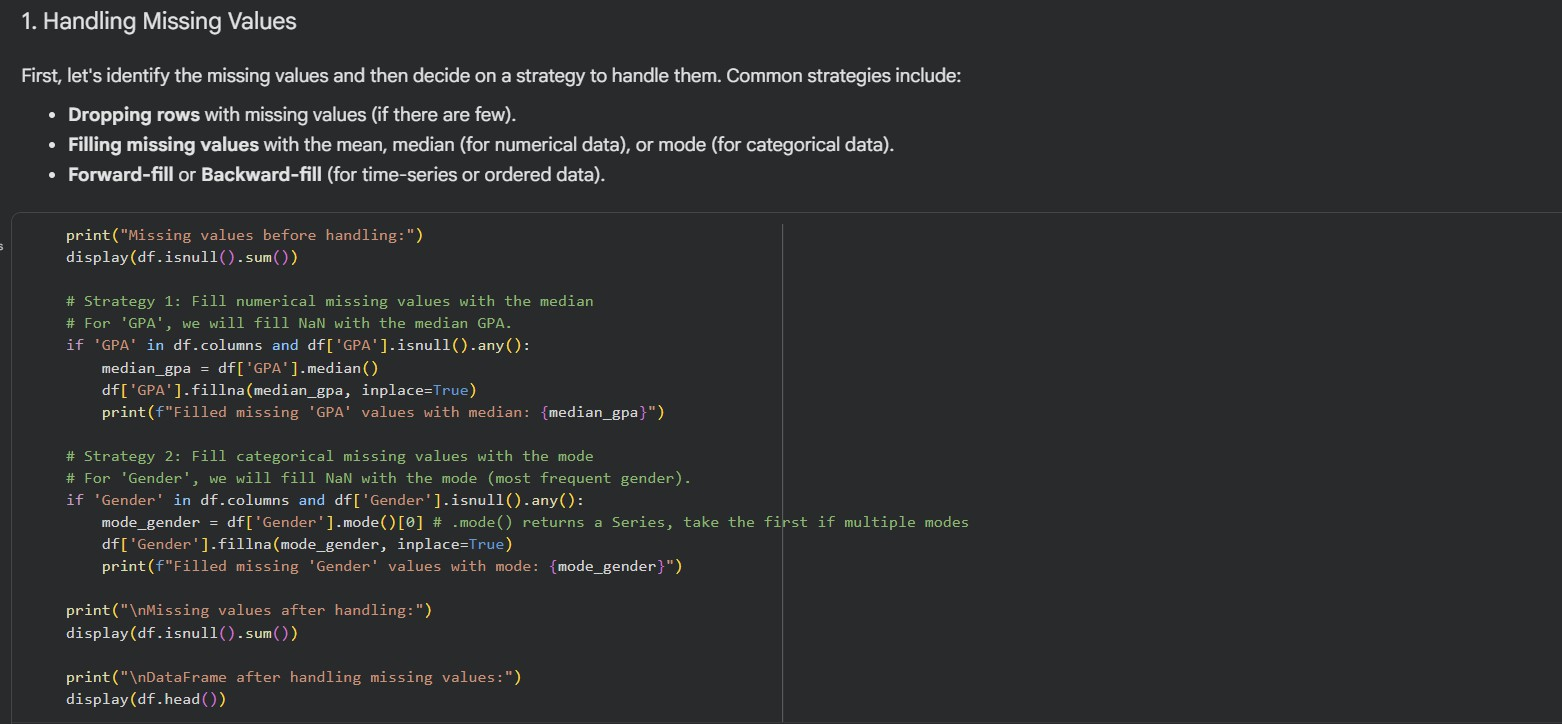 1. Handling Missing Values
First, let's identify the missing values and then decide on a strategy to handle them. Common strategies include:
• Dropping rows with missing values (if there are few).
• Filling missing values with the mean, median (for numerical data), or mode (for categorical data).
• Forward-fill or Backward-fill (for time-series or ordered data).
s
print("Missing values before handling:")
display(df.isnull().sum())
# Strategy 1: Fill numerical missing values with the median
# For 'GPA', we will fill NaN with the median GPA.
if 'GPA' in df.columns and df['GPA'].isnull().any():
    median_gpa = df['GPA'].median()
    df['GPA'].fillna(median_gpa, inplace=True)
    print(f"Filled missing 'GPA' values with median: {median_gpa}")
# Strategy 2: Fill categorical missing values with the mode
# For 'Gender', we will fill NaN with the mode (most frequent gender).
if 'Gender' in df.columns and df['Gender'].isnull().any():
    mode_gender = df['Gender'].mode()[0] # .mode() returns a Series, take the first if multiple modes
    df['Gender'].fillna(mode_gender, inplace=True)
    print(f"Filled missing 'Gender' values with mode: {mode_gender}")
print("\nMissing values after handling:")
display(df.isnull().sum())
print("\nDataFrame after handling missing values:")
display(df.head())